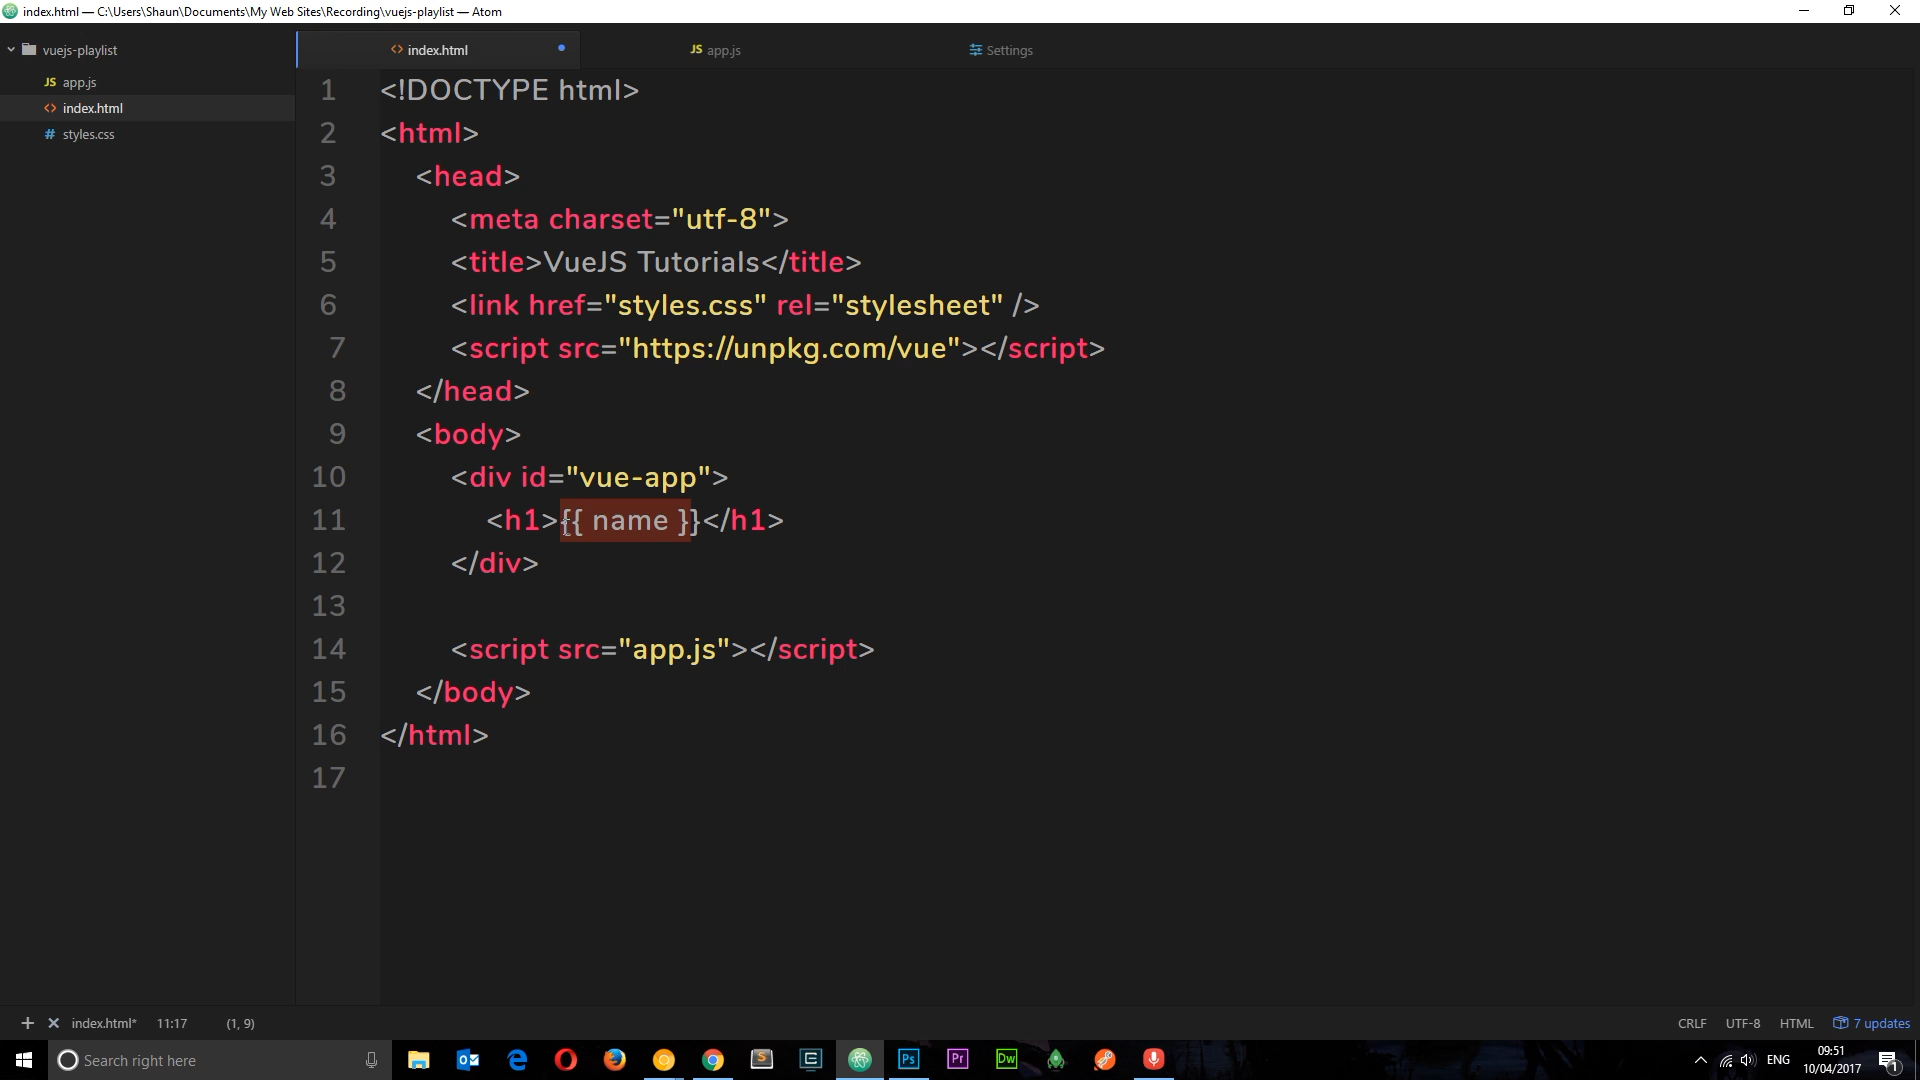 index.html — C:\Users\Shaun\Documents\My Web Sites\Recording\vuejs-playlist — Atom
vuejs-playlist
app.js
index.html
styles.css
index.html
JS app.js
Settings
1 <!DOCTYPE html>
2 <html>
3 <head>
4 <meta charset="utf-8">
5 <title>VueJS Tutorials</title>
6 <link href="styles.css" rel="stylesheet" />
7 <script src="https://unpkg.com/vue"></script>
8 </head>
9 <body>
10 <div id="vue-app">
11 <h1>{{ name }}</h1>
12 </div>
13
14 <script src="app.js"></script>
15 </body>
16 </html>
17
index.html* 11:17 (1, 9)
CRLF UTF-8 HTML 7 updates
Search right here
Ps Pr Dw
ENG
09:51
10/04/2017
1